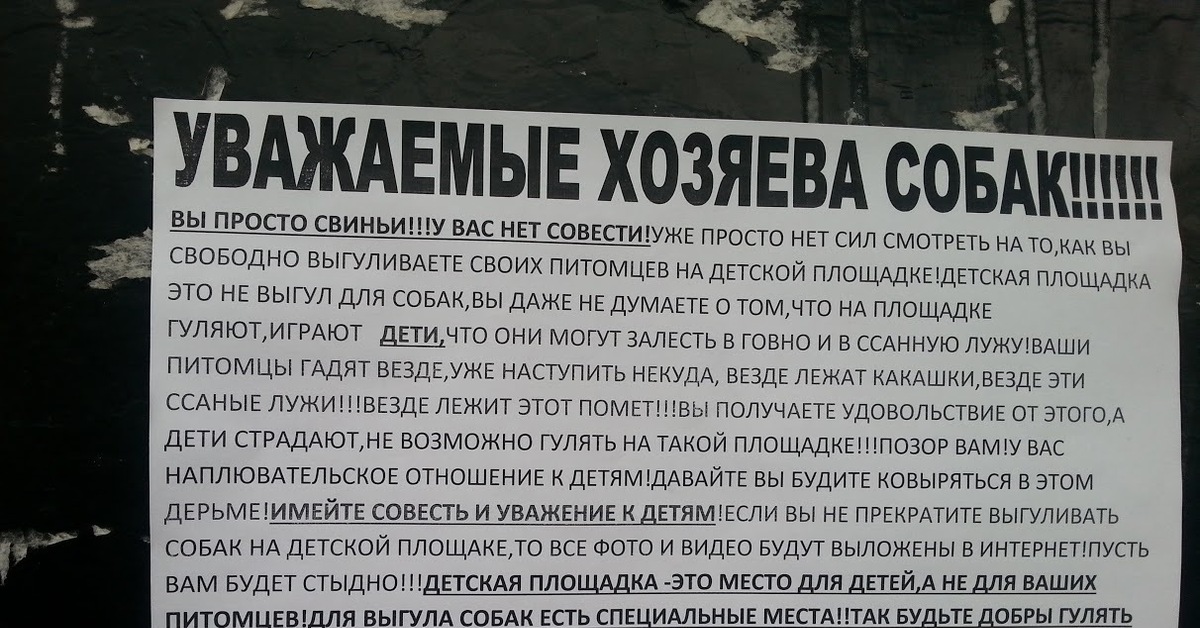 УВАЖАЕМЫЕ ХОЗЯЕВА СОБАК!!!!!!
ВЫ ПРОСТО СВИНЬИ!!!У ВАС НЕТ СОВЕСТИ!УЖЕ ПРОСТО НЕТ СИЛ СМОТРЕТЬ НА ТО,КАК ВЫ
СВОБОДНО ВЫГУЛИВАЕТЕ СВОИХ ПИТОМЦЕВ НА ДЕТСКОЙ ПЛОЩАДКЕ!ДЕТСКАЯ ПЛОЩАДКА
ЭТО НЕ ВЫГУЛ ДЛЯ СОБАК,ВЫ ДАЖЕ НЕ ДУМАЕТЕ О ТОМ,ЧТО НА ПЛОЩАДКЕ
ГУЛЯЮТ,ИГРАЮТ ДЕТИ,ЧТО ОНИ МОГУТ ЗАЛЕСТЬ В ГОВНО И В ССАННУЮ ЛУЖУ!ВАШИ
ПИТОМЦЫ ГАДЯТ ВЕЗДЕ,УЖЕ НАСТУПИТЬ НЕКУДА, ВЕЗДЕ ЛЕЖАТ КАКАШКИ,ВЕЗДЕ ЭТИ
ССАНЫЕ ЛУЖИ!!!ВЕЗДЕ ЛЕЖИТ ЭТОТ ПОМЕТ!!!ВЫ ПОЛУЧАЕТЕ УДОВОЛЬСТВИЕ ОТ ЭТОГО,А
ДЕТИ СТРАДАЮТ,НЕ ВОЗМОЖНО ГУЛЯТЬ НА ТАКОЙ ПЛОЩАДКЕ!!!ПОЗОР ВАМ!У ВАС
НАПЛЮВАТЕЛЬСКОЕ ОТНОШЕНИЕ К ДЕТЯМ!ДАВАЙТЕ ВЫ БУДИТЕ КОВЫРЯТЬСЯ В ЭТОМ
ДЕРЬМЕ!ИМЕЙТЕ СОВЕСТЬ И УВАЖЕНИЕ К ДЕТЯМ!ЕСЛИ ВЫ НЕ ПРЕКРАТИТЕ ВЫГУЛИВАТЬ
СОБАК НА ДЕТСКОЙ ПЛОЩАКЕ,ТО ВСЕ ФОТО И ВИДЕО БУДУТ ВЫЛОЖЕНЫ В ИНТЕРНЕТ!ПУСТЬ
ВАМ БУДЕТ СТЫДНО!!!ДЕТСКАЯ ПЛОЩАДКА -ЭТО МЕСТО ДЛЯ ДЕТЕЙ,А НЕ ДЛЯ ВАШИХ
ПИТОМЦЕВ!ДЛЯ ВЫГУЛА СОБАК ЕСТЬ СПЕЦИАЛЬНЫЕ МЕСТА!!ТАК БУДЬТЕ ДОБРЫ ГУЛЯТЬ